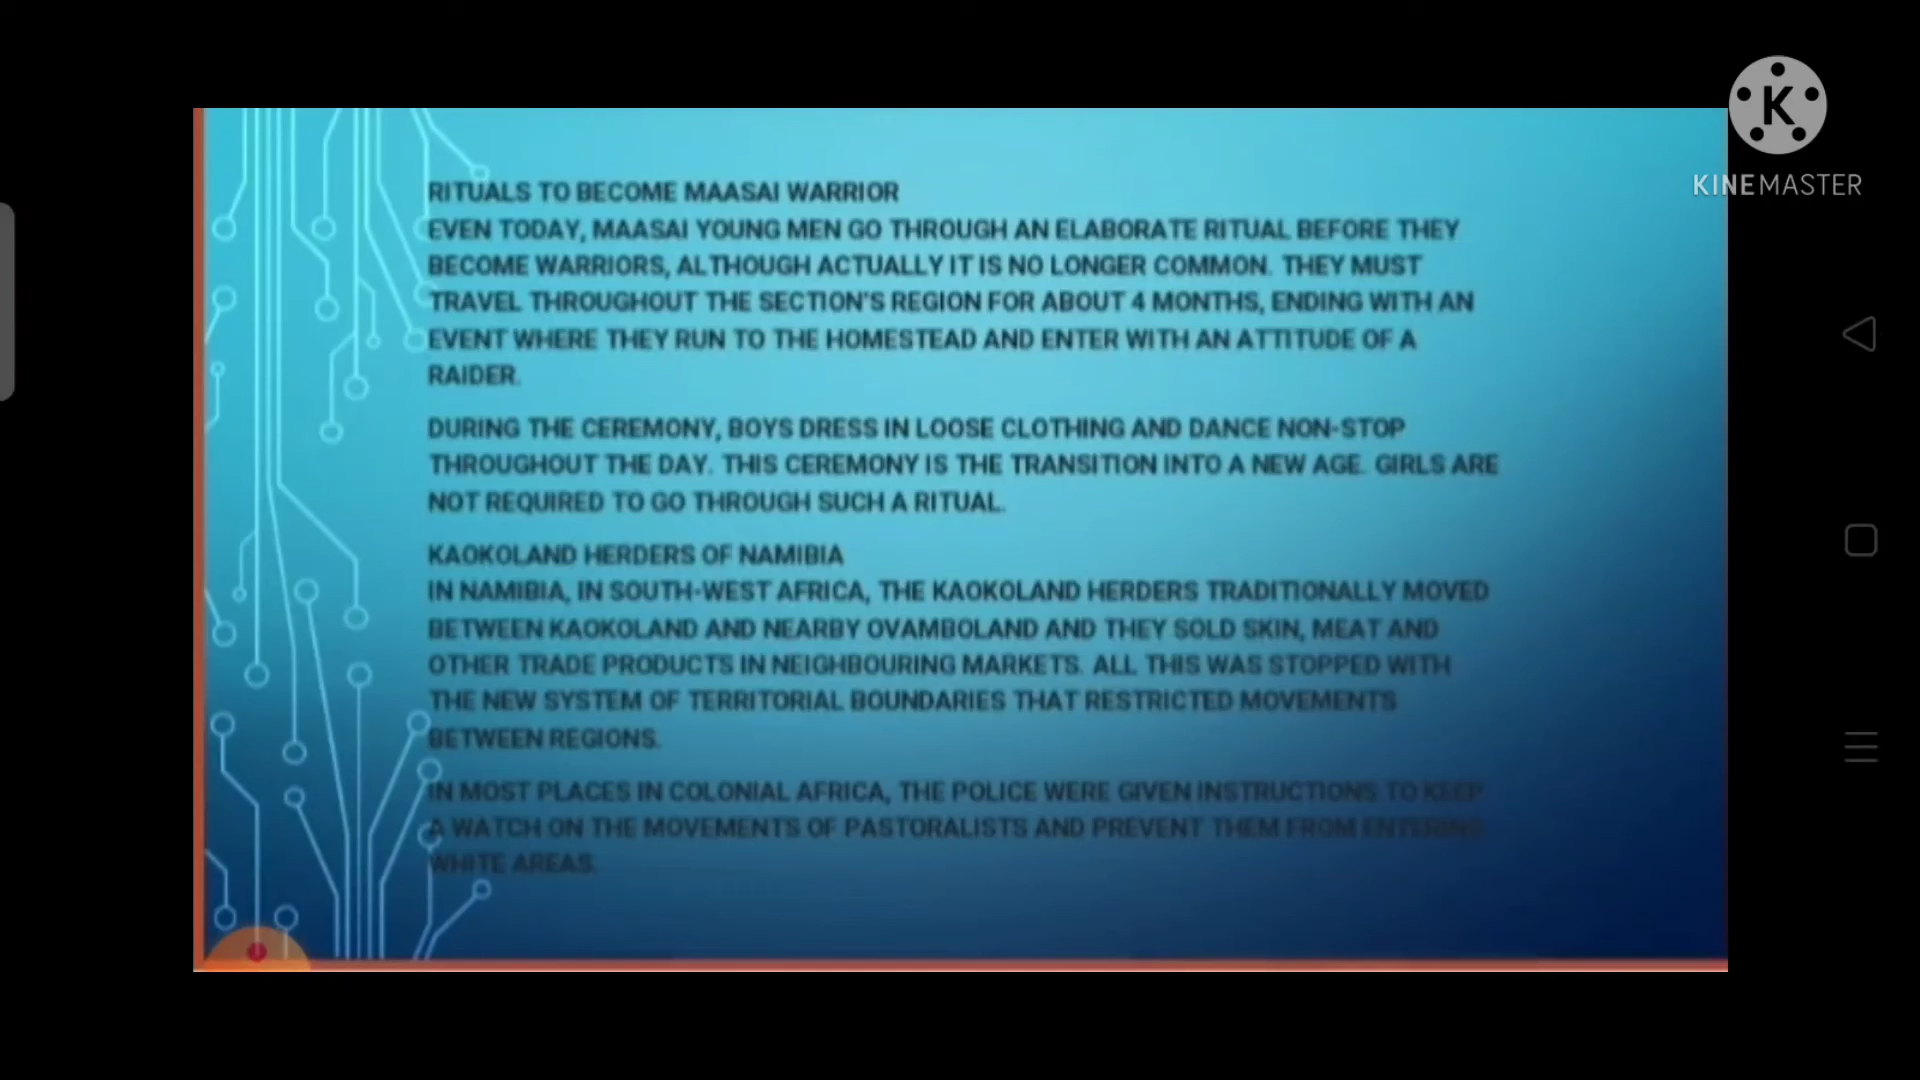 K
KINEMASTER
RITUALS TO BECOME MAASAI WARRIOR
EVEN TODAY, MAASAI YOUNG MEN GO THROUGH AN ELABORATE RITUAL BEFORE THEY
BECOME WARRIORS, ALTHOUGH ACTUALLY IT IS NO LONGER COMMON. THEY MUST
TRAVEL THROUGHOUT THE SECTION'S REGION FOR ABOUT 4 MONTHS, ENDING WITH AN
EVENT WHERE THEY RUN TO THE HOMESTEAD AND ENTER WITH AN ATTITUDE OF A
RAIDER.
DURING THE CEREMONY, BOYS DRESS IN LOOSE CLOTHING AND DANCE NON-STOP
THROUGHOUT THE DAY. THIS CEREMONY IS THE TRANSITION INTO A NEW AGE. GIRLS ARE
NOT REQUIRED TO GO THROUGH SUCH A RITUAL.
KAOKOLAND HERDERS OF NAMIBIA
IN NAMIBIA, IN SOUTH-WEST AFRICA, THE KAOKOLAND HERDERS TRADITIONALLY MOVED
BETWEEN KAOKOLAND AND NEARBY OVAMBOLAND AND THEY SOLD SKIN, MEAT AND
OTHER TRADE PRODUCTS IN NEIGHBOURING MARKETS. ALL THIS WAS STOPPED WITH
THE NEW SYSTEM OF TERRITORIAL BOUNDARIES THAT RESTRICTED MOVEMENTS
BETWEEN REGIONS.
IN MOST PLACES IN COLONIAL AFRICA, THE POLICE WERE GIVEN INSTRUCTIONS TO KEEP
A WATCH ON THE MOVEMENTS OF PASTORALISTS AND PREVENT THEM FROM ENTERING
WHITE AREAS.